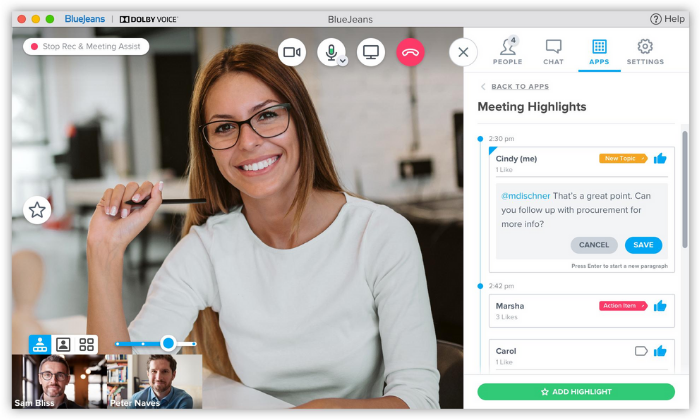 BlueJeans | DOLBY VOICE
BlueJeans
Help
Stop Rec & Meeting Assist
4
PEOPLE
CHAT
APPS
SETTINGS
BACK TO APPS
Meeting Highlights
2:30 pm
Cindy (me)
New Topic
1 Like
@mdischner That's a great point. Can
you follow up with procurement for
more info?
CANCEL
SAVE
Press Enter to start a new paragraph
2:42 pm
Marsha
Action Item
3 Likes
Carol
1 Like
ADD HIGHLIGHT
Sam Bliss
Peter Naves